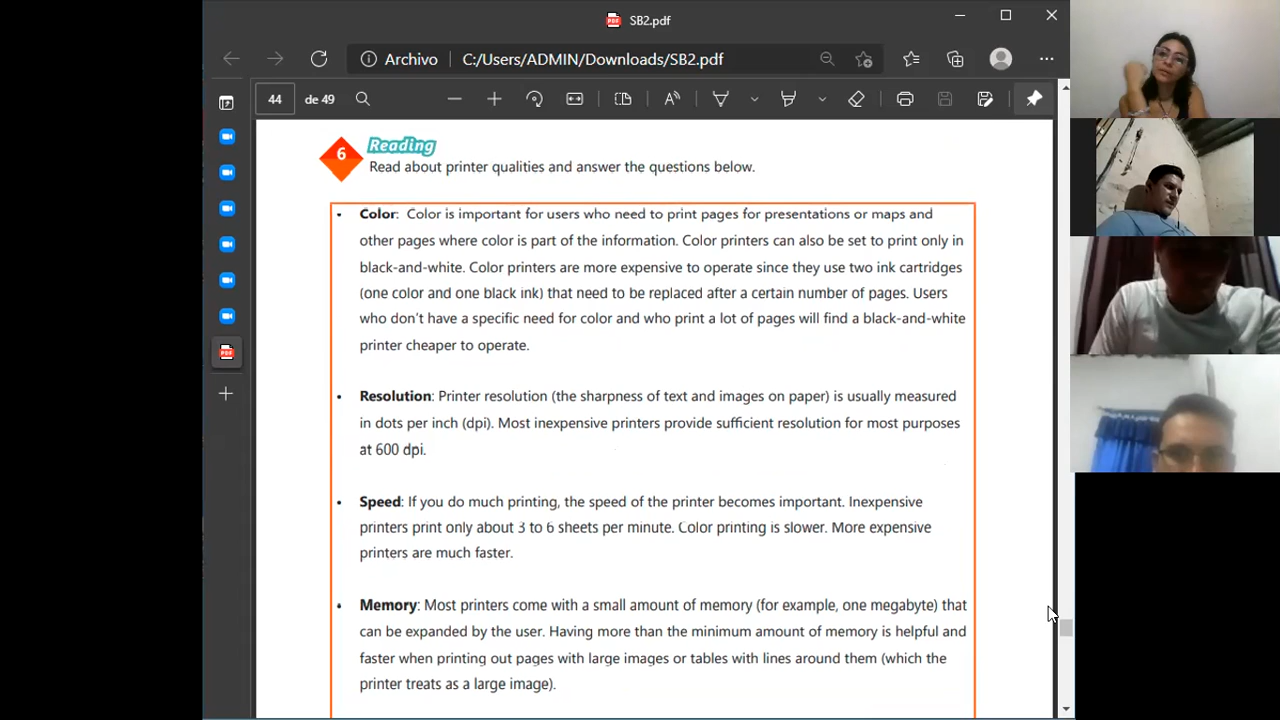 SB2.pdf
Archivo C:/Users/ADMIN/Downloads/SB2.pdf
44 de 49
6 Reading
Read about printer qualities and answer the questions below.
• Color: Color is important for users who need to print pages for presentations or maps and
other pages where color is part of the information. Color printers can also be set to print only in
black-and-white. Color printers are more expensive to operate since they use two ink cartridges
(one color and one black ink) that need to be replaced after a certain number of pages. Users
who don't have a specific need for color and who print a lot of pages will find a black-and-white
printer cheaper to operate.
• Resolution: Printer resolution (the sharpness of text and images on paper) is usually measured
in dots per inch (dpi). Most inexpensive printers provide sufficient resolution for most purposes
at 600 dpi.
• Speed: If you do much printing, the speed of the printer becomes important. Inexpensive
printers print only about 3 to 6 sheets per minute. Color printing is slower. More expensive
printers are much faster.
• Memory: Most printers come with a small amount of memory (for example, one megabyte) that
can be expanded by the user. Having more than the minimum amount of memory is helpful and
faster when printing out pages with large images or tables with lines around them (which the
printer treats as a large image).